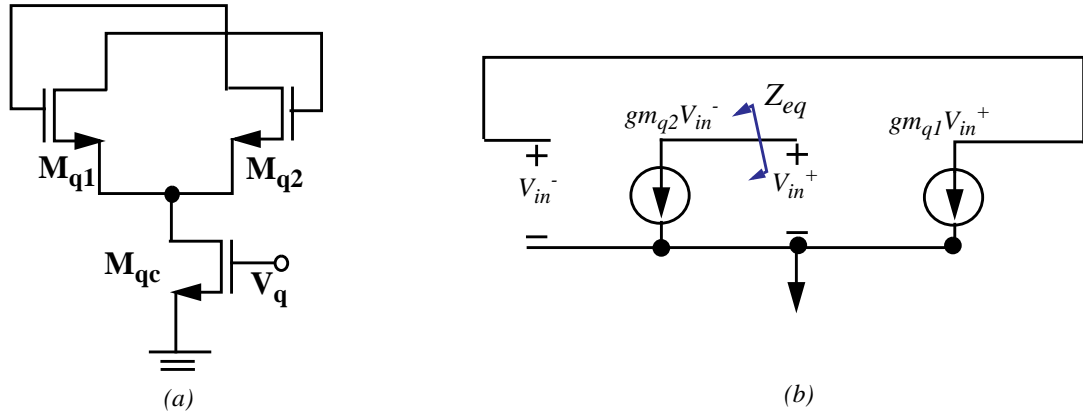 M_q1
M_q2
M_qc
V_q
(a)
Z_eq
gm_q2V_in^-
gm_q1V_in^+
+
V_in^-
−
+
V_in^+
−
(b)